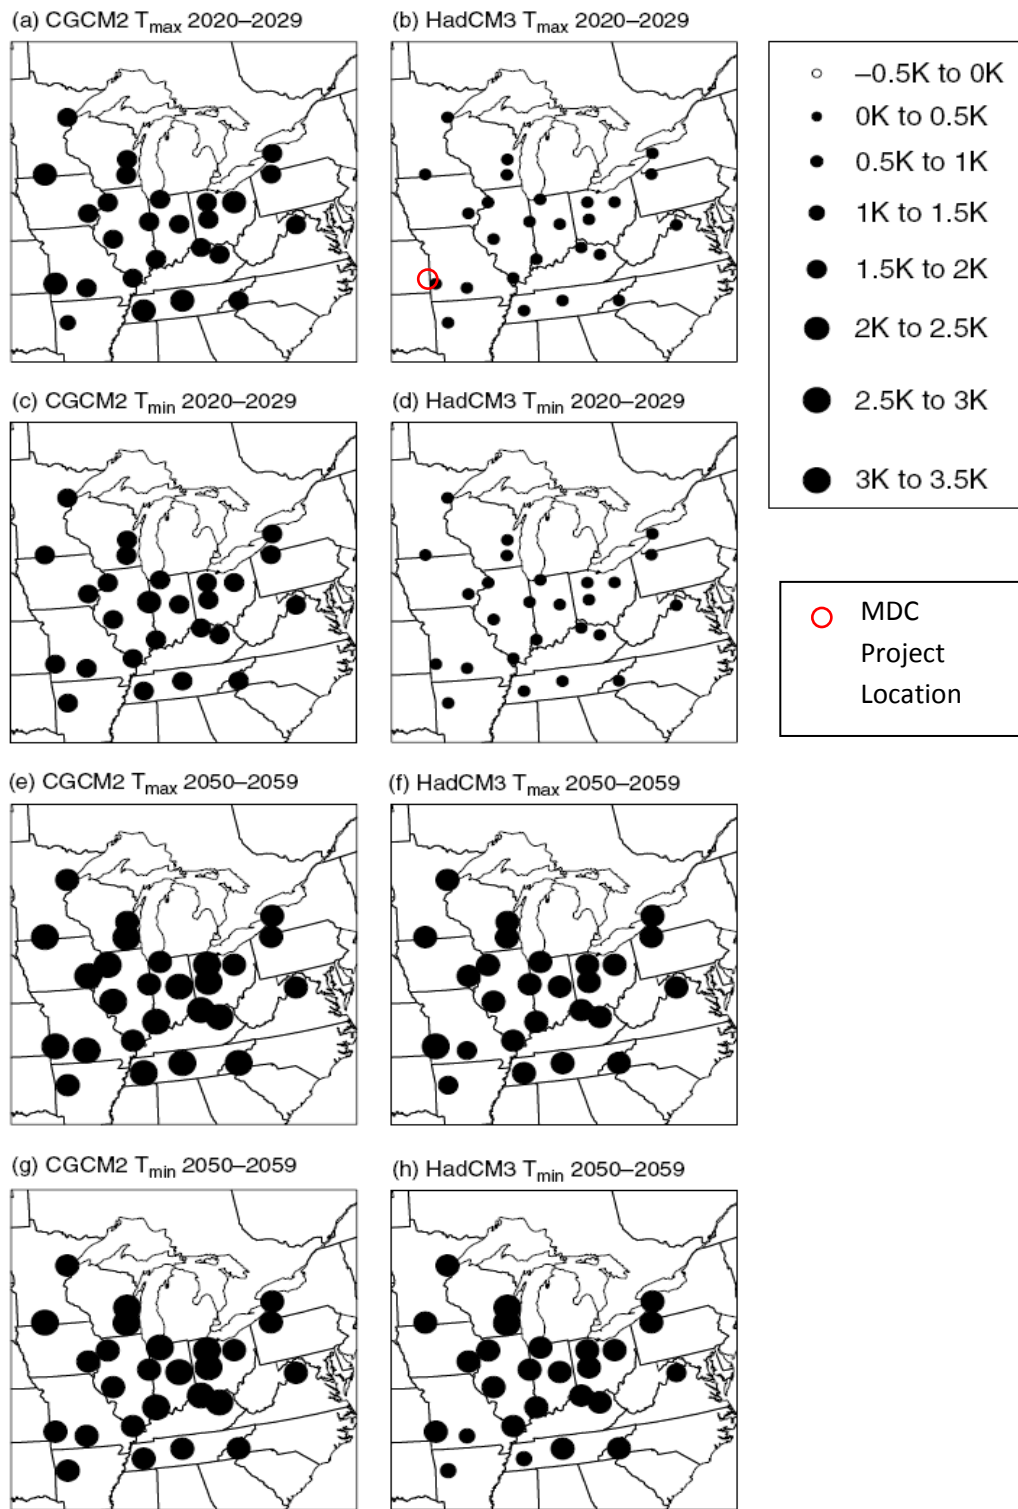 (a) CGCM2 Tmax 2020–2029
(b) HadCM3 Tmax 2020–2029
–0.5K to 0K
0K to 0.5K
0.5K to 1K
1K to 1.5K
1.5K to 2K
2K to 2.5K
2.5K to 3K
3K to 3.5K
(c) CGCM2 Tmin 2020–2029
(d) HadCM3 Tmin 2020–2029
MDC
Project
Location
(e) CGCM2 Tmax 2050–2059
(f) HadCM3 Tmax 2050–2059
(g) CGCM2 Tmin 2050–2059
(h) HadCM3 Tmin 2050–2059